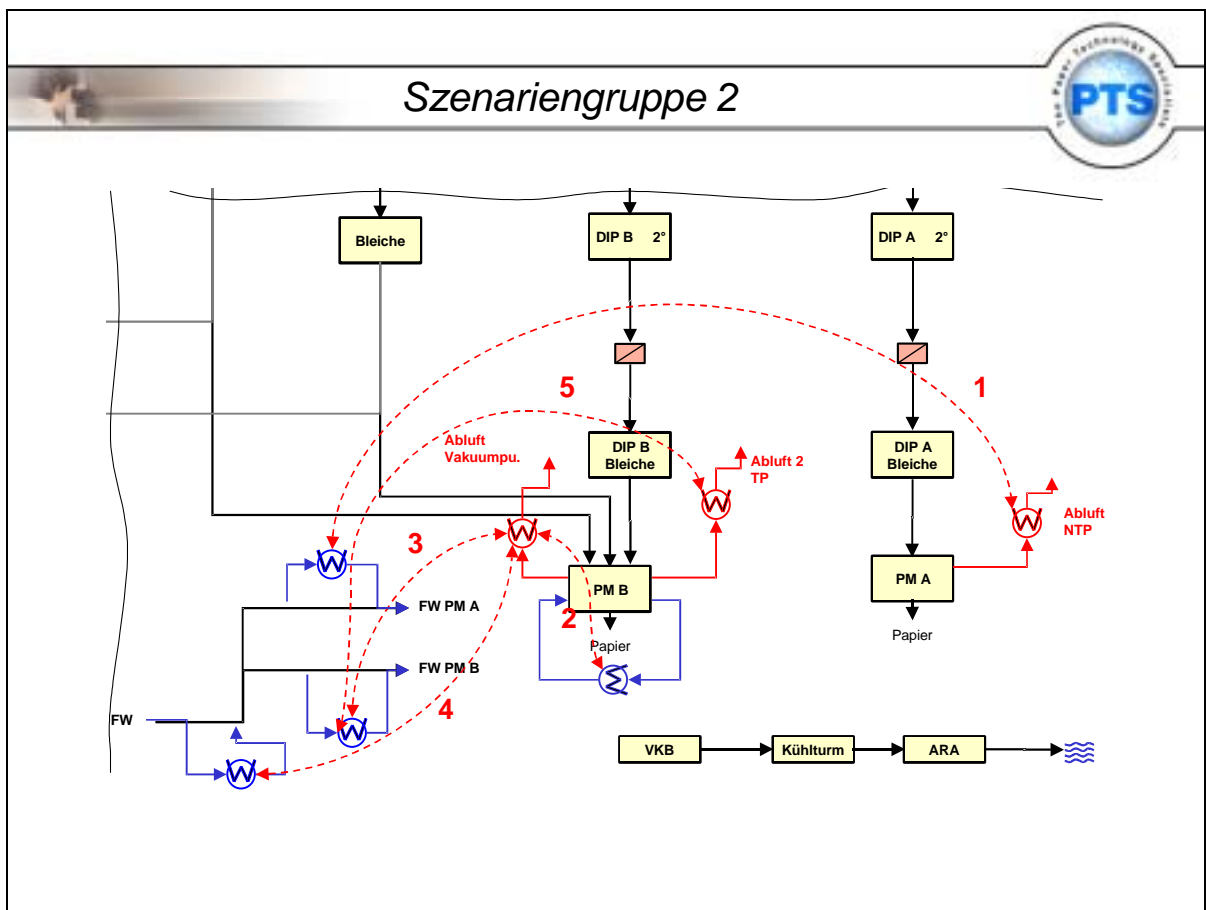 Szenariengruppe 2
The Paper Technology Specialists
PTS
Bleiche
DIP B 2°
DIP A 2°
1
5
Abluft
Vakuumpu.
DIP B
Bleiche
Abluft 2
TP
DIP A
Bleiche
Abluft
NTP
3
PM B
PM A
2
FW PM A
Papier
Papier
FW PM B
4
FW
VKB
Kühlturm
ARA